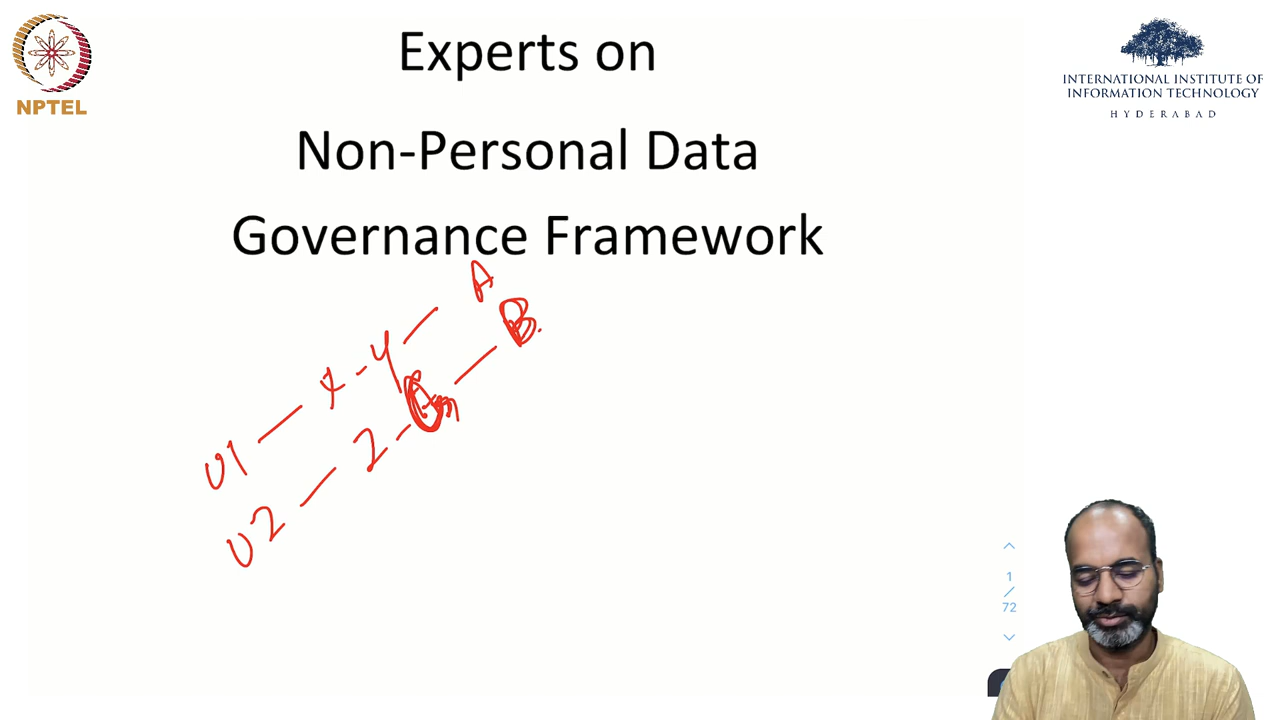 NPTEL
INTERNATIONAL INSTITUTE OF
INFORMATION TECHNOLOGY
HYDERABAD
Experts on
Non-Personal Data
Governance Framework
U1 — X - Y — A
U2 — Z - — B
1
/
72